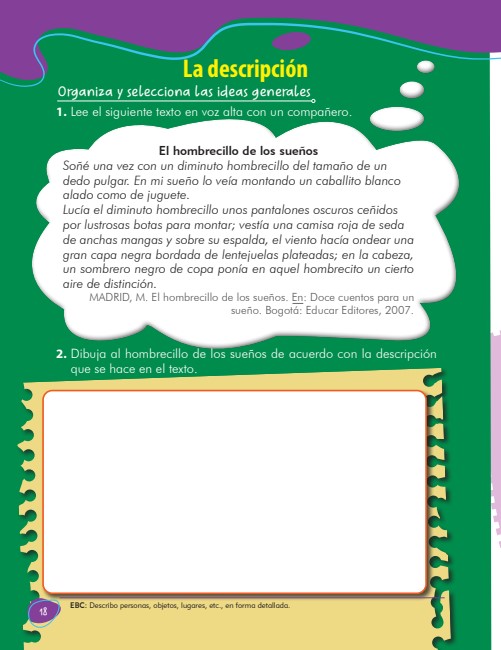 La descripción
Organiza y selecciona las ideas generales
1. Lee el siguiente texto en voz alta con un compañero.
El hombrecillo de los sueños
Soñé una vez con un diminuto hombrecillo del tamaño de un
dedo pulgar. En mi sueño lo veía montando un caballito blanco
alado como de juguete.
Lucía el diminuto hombrecillo unos pantalones oscuros ceñidos
por lustrosas botas para montar; vestía una camisa roja de seda
de anchas mangas y sobre su espalda, el viento hacía ondear una
gran capa negra bordada de lentejuelas plateadas; en la cabeza,
un sombrero negro de copa ponía en aquel hombrecito un cierto
aire de distinción.
MADRID, M. El hombrecillo de los sueños. En: Doce cuentos para un
sueño. Bogotá: Educar Editores, 2007.
2. Dibuja al hombrecillo de los sueños de acuerdo con la descripción
que se hace en el texto.
18
EBC: Describo personas, objetos, lugares, etc., en forma detallada.